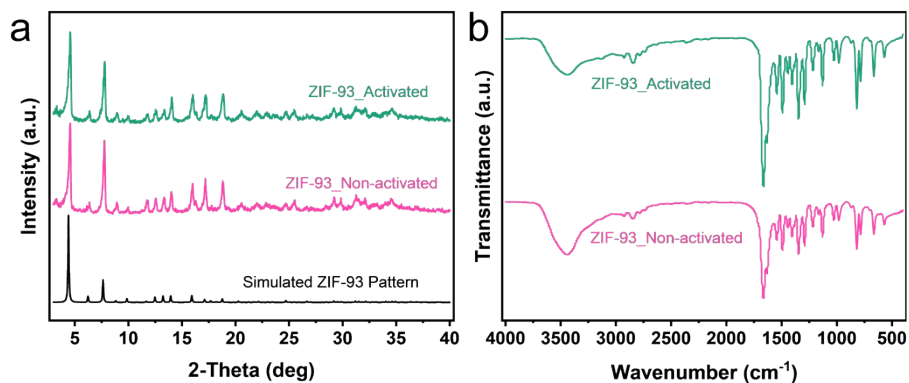 a
Intensity (a.u.)
ZIF-93_Activated
ZIF-93_Non-activated
Simulated ZIF-93 Pattern
5 10 15 20 25 30 35 40
2-Theta (deg)
b
Transmittance (a.u.)
ZIF-93_Activated
ZIF-93_Non-activated
4000 3500 3000 2500 2000 1500 1000 500
Wavenumber (cm⁻¹)